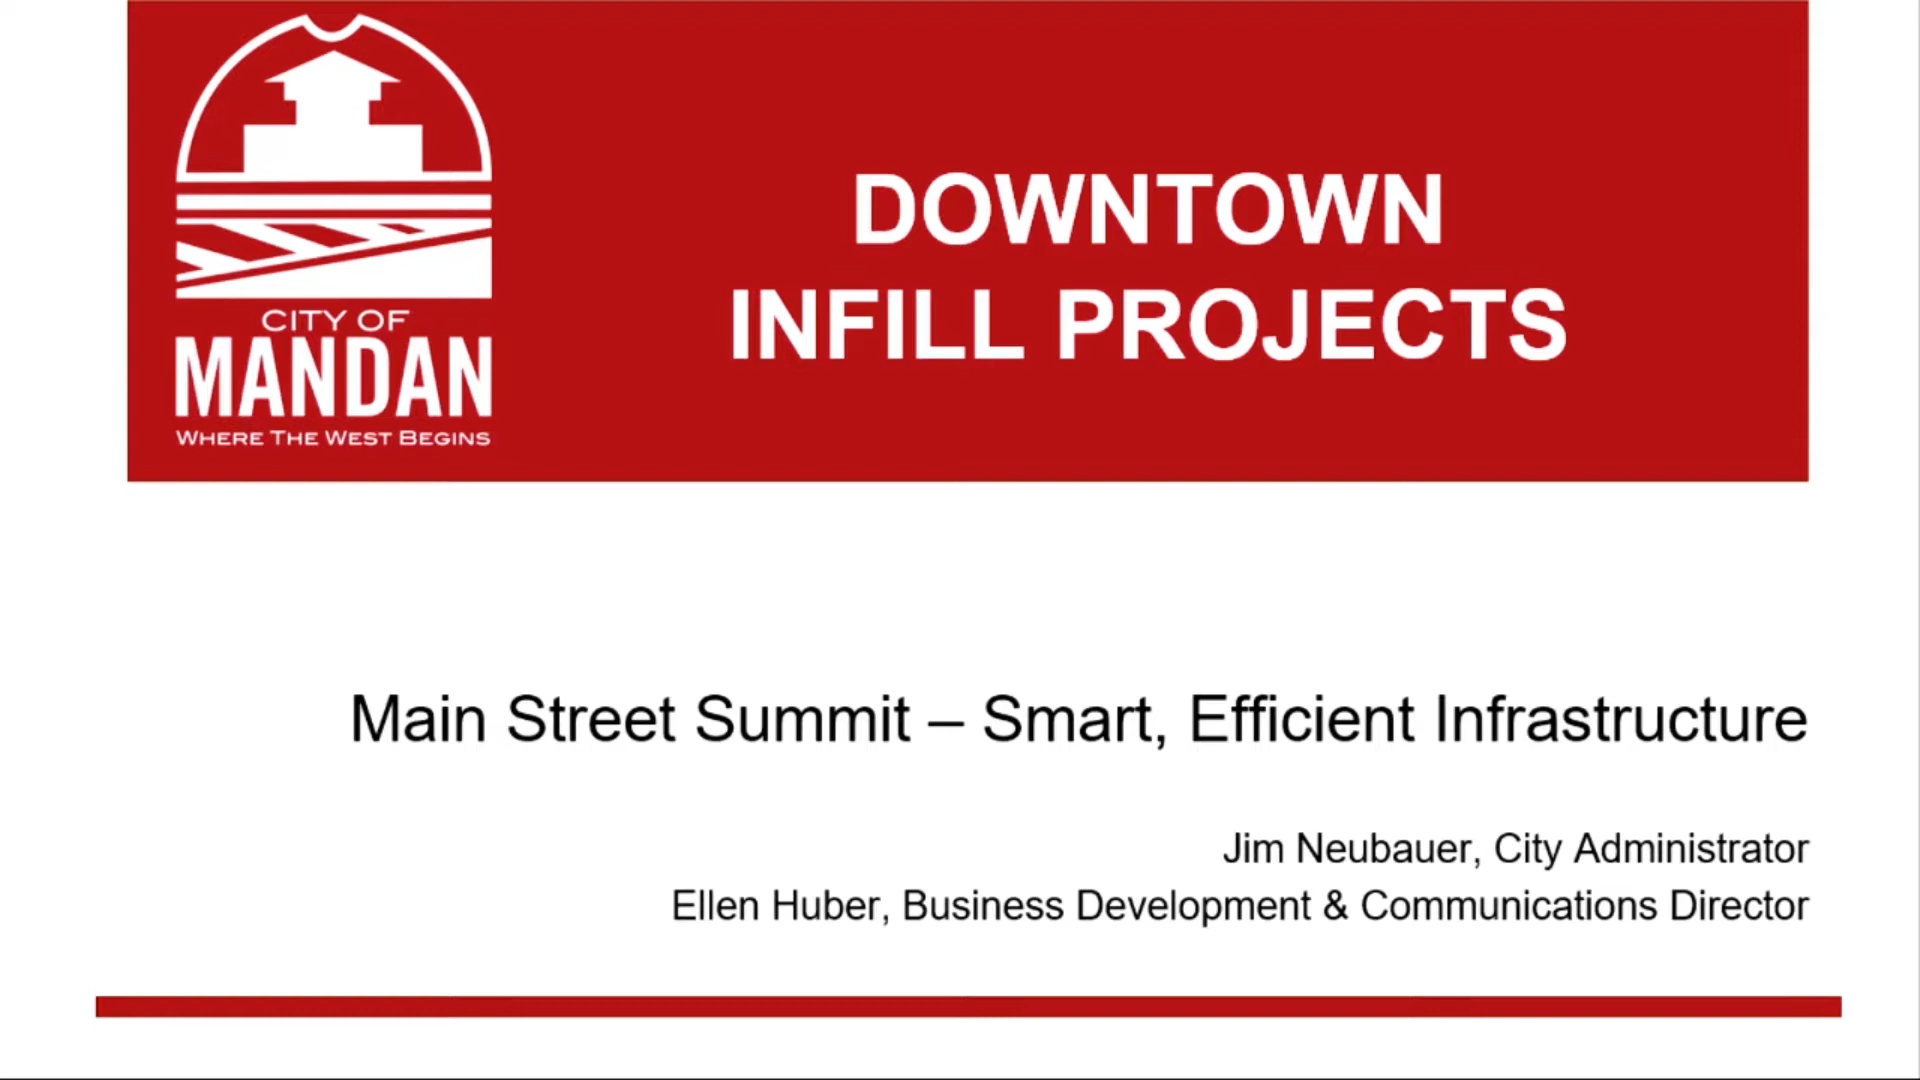 CITY OF
MANDAN
WHERE THE WEST BEGINS
DOWNTOWN
INFILL PROJECTS
Main Street Summit – Smart, Efficient Infrastructure
Jim Neubauer, City Administrator
Ellen Huber, Business Development & Communications Director